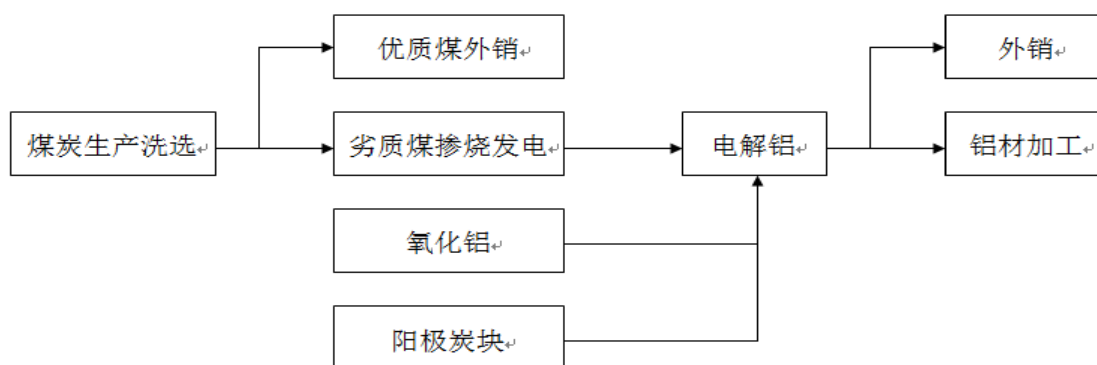 优质煤外销
外销
煤炭生产洗选
劣质煤掺烧发电
电解铝
铝材加工
氧化铝
阳极炭块